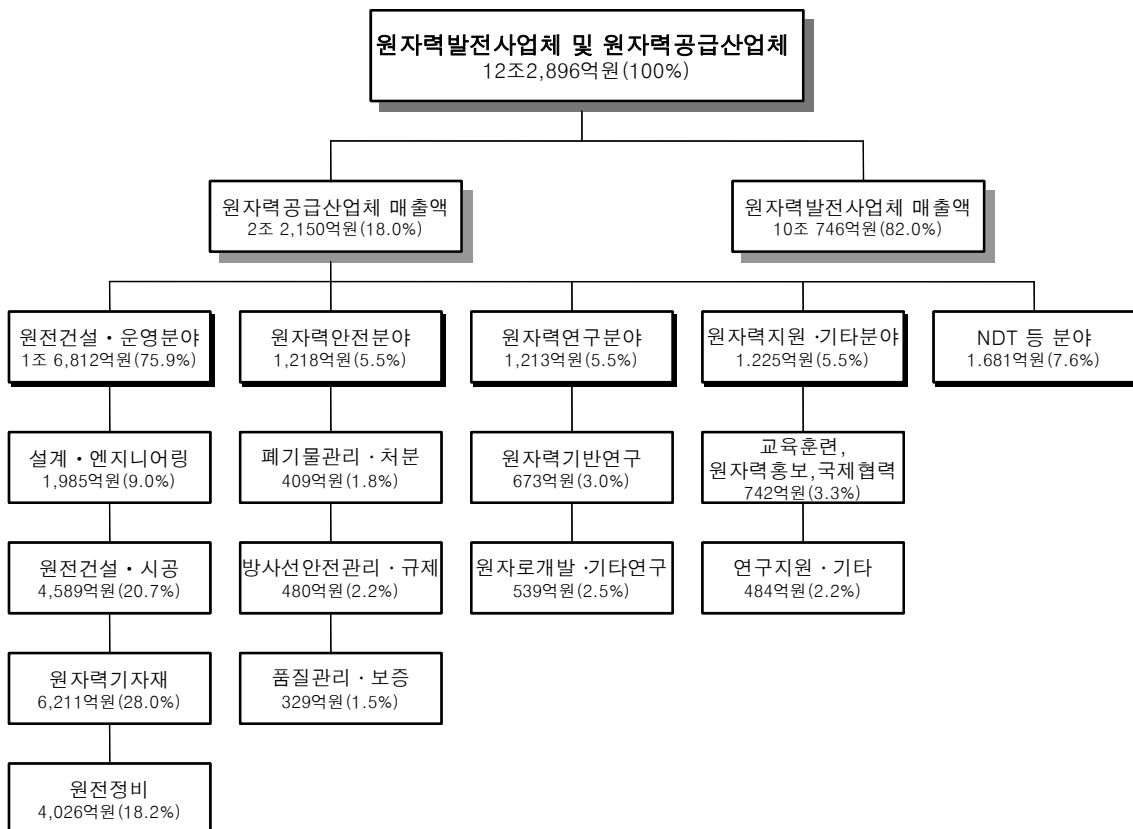 원자력발전사업체 및 원자력공급산업체
12조2,896억원(100%)
원자력공급산업체 매출액
2조 2,150억원(18.0%)
원자력발전사업체 매출액
10조 746억원(82.0%)
원전건설・운영분야
1조 6,812억원(75.9%)
원자력안전분야
1,218억원(5.5%)
원자력연구분야
1,213억원(5.5%)
원자력지원・기타분야
1.225억원(5.5%)
NDT 등 분야
1.681억원(7.6%)
설계・엔지니어링
1,985억원(9.0%)
폐기물관리・처분
409억원(1.8%)
원자력기반연구
673억원(3.0%)
교육훈련,
원자력홍보,국제협력
742억원(3.3%)
원전건설・시공
4,589억원(20.7%)
방사선안전관리・규제
480억원(2.2%)
원자로개발・기타연구
539억원(2.5%)
연구지원・기타
484억원(2.2%)
원자력기자재
6,211억원(28.0%)
품질관리・보증
329억원(1.5%)
원전정비
4,026억원(18.2%)